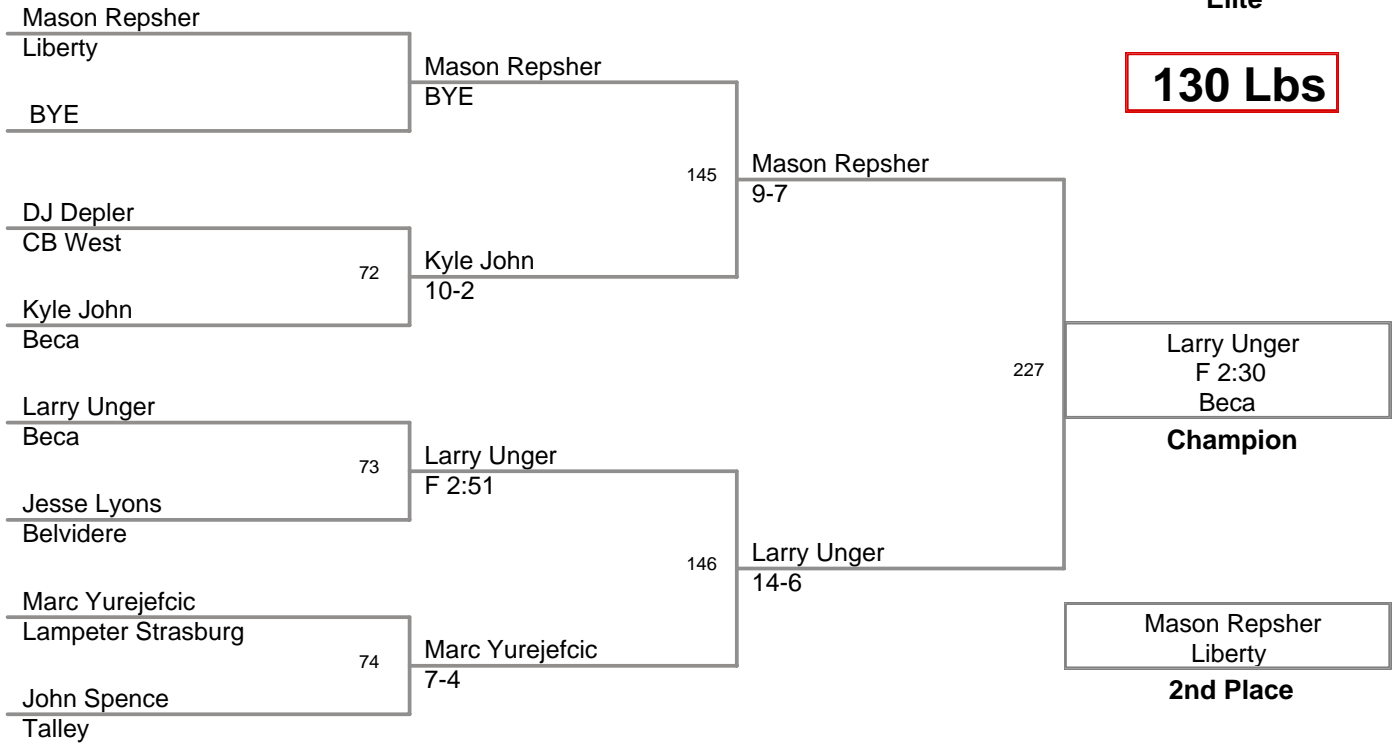 Elite
130 Lbs
Mason Repsher
Liberty
BYE
DJ Depler
CB West
72
Kyle John
Beca
Larry Unger
Beca
73
Jesse Lyons
Belvidere
Marc Yurejefcic
Lampeter Strasburg
74
John Spence
Talley
Mason Repsher
BYE
145
Kyle John
10-2
Larry Unger
F 2:51
146
Marc Yurejefcic
7-4
Mason Repsher
9-7
227
Larry Unger
14-6
Larry Unger
F 2:30
Beca
Champion
Mason Repsher
Liberty
2nd Place